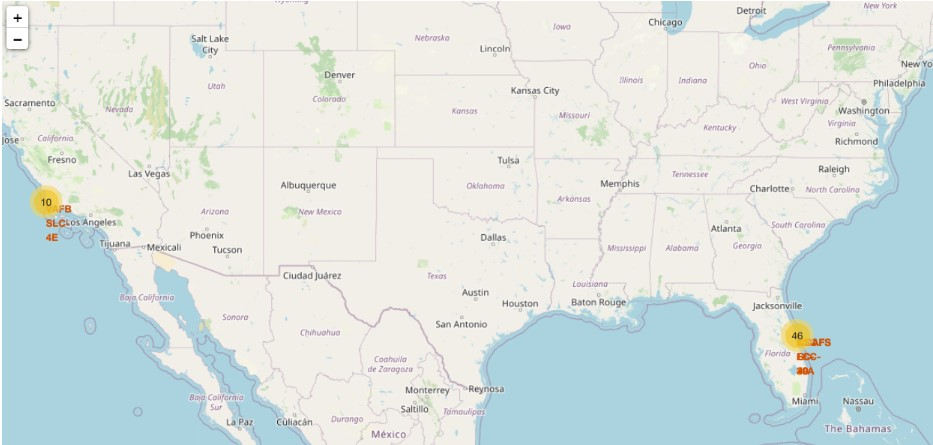 +
−
Wyoming
Detroit
New York
Chicago
Iowa
Salt Lake
City
Nebraska
Lincoln
Pennsylvania
New Yo
Denver
Utah
Illinois
Indiana
Ohio
Philadelphia
Sacramento
Nevada
Colorado
Kansas City
West Virginia
Washington
Kansas
Missouri
Virginia
Jose
California
Kentucky
Richmond
Fresno
Las Vegas
Tulsa
Raleigh
Albuquerque
Oklahoma
Memphis
Tennessee
Charlotte
North Carolina
10
AFB
Arkansas
SLC-
4E
Los Angeles
Arizona
New Mexico
South Carolina
Phoenix
Tijuana
Mexicali
Tucson
Dallas
Atlanta
Mississippi
Alabama
Georgia
Ciudad Juárez
Texas
Louisiana
Austin
Baja California
Houston
Baton Rouge
Jacksonville
Sonora
San Antonio
Chihuahua
46
AFS
Florida
Coahuila
de Zaragoza
Monterrey
Reynosa
Baja California
Sur
Saltillo
Tamaulipas
Miami
Nassau
La Paz
Culiacán
Durango
México
The Bahamas